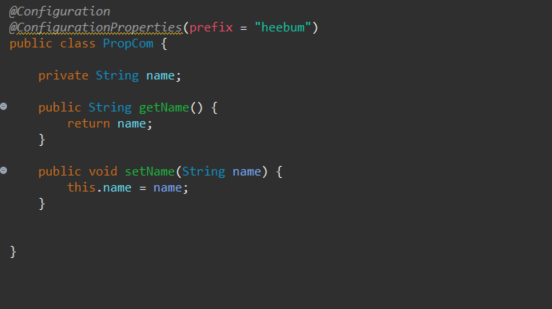 @Configuration
@ConfigurationProperties(prefix = "heebum")
public class PropCom {
private String name;
public String getName() {
return name;
}
public void setName(String name) {
this.name = name;
}
}